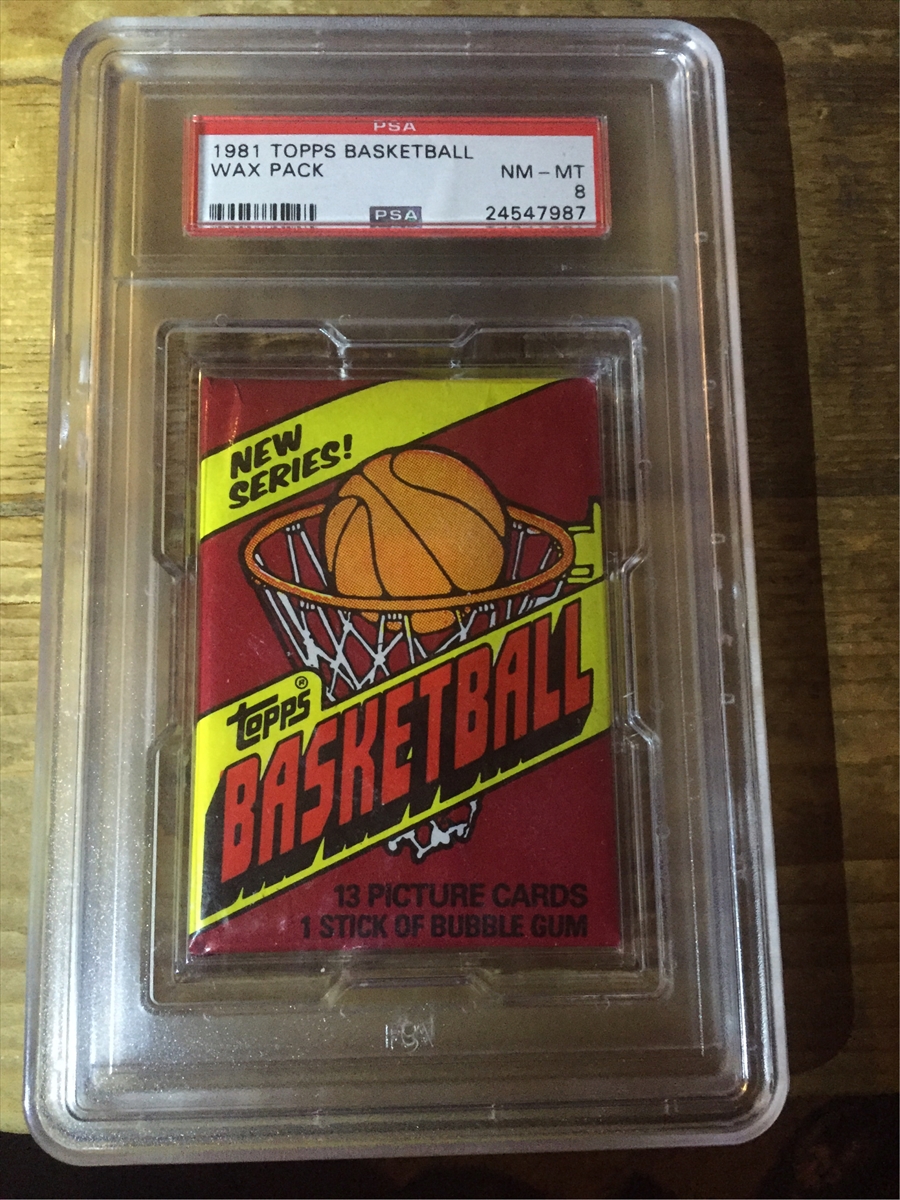 PSA
1981 TOPPS BASKETBALL
WAX PACK
NM - MT
8
PSA
24547987
NEW
SERIES!
Topps®
BASKETBALL
13 PICTURE CARDS
1 STICK OF BUBBLE GUM